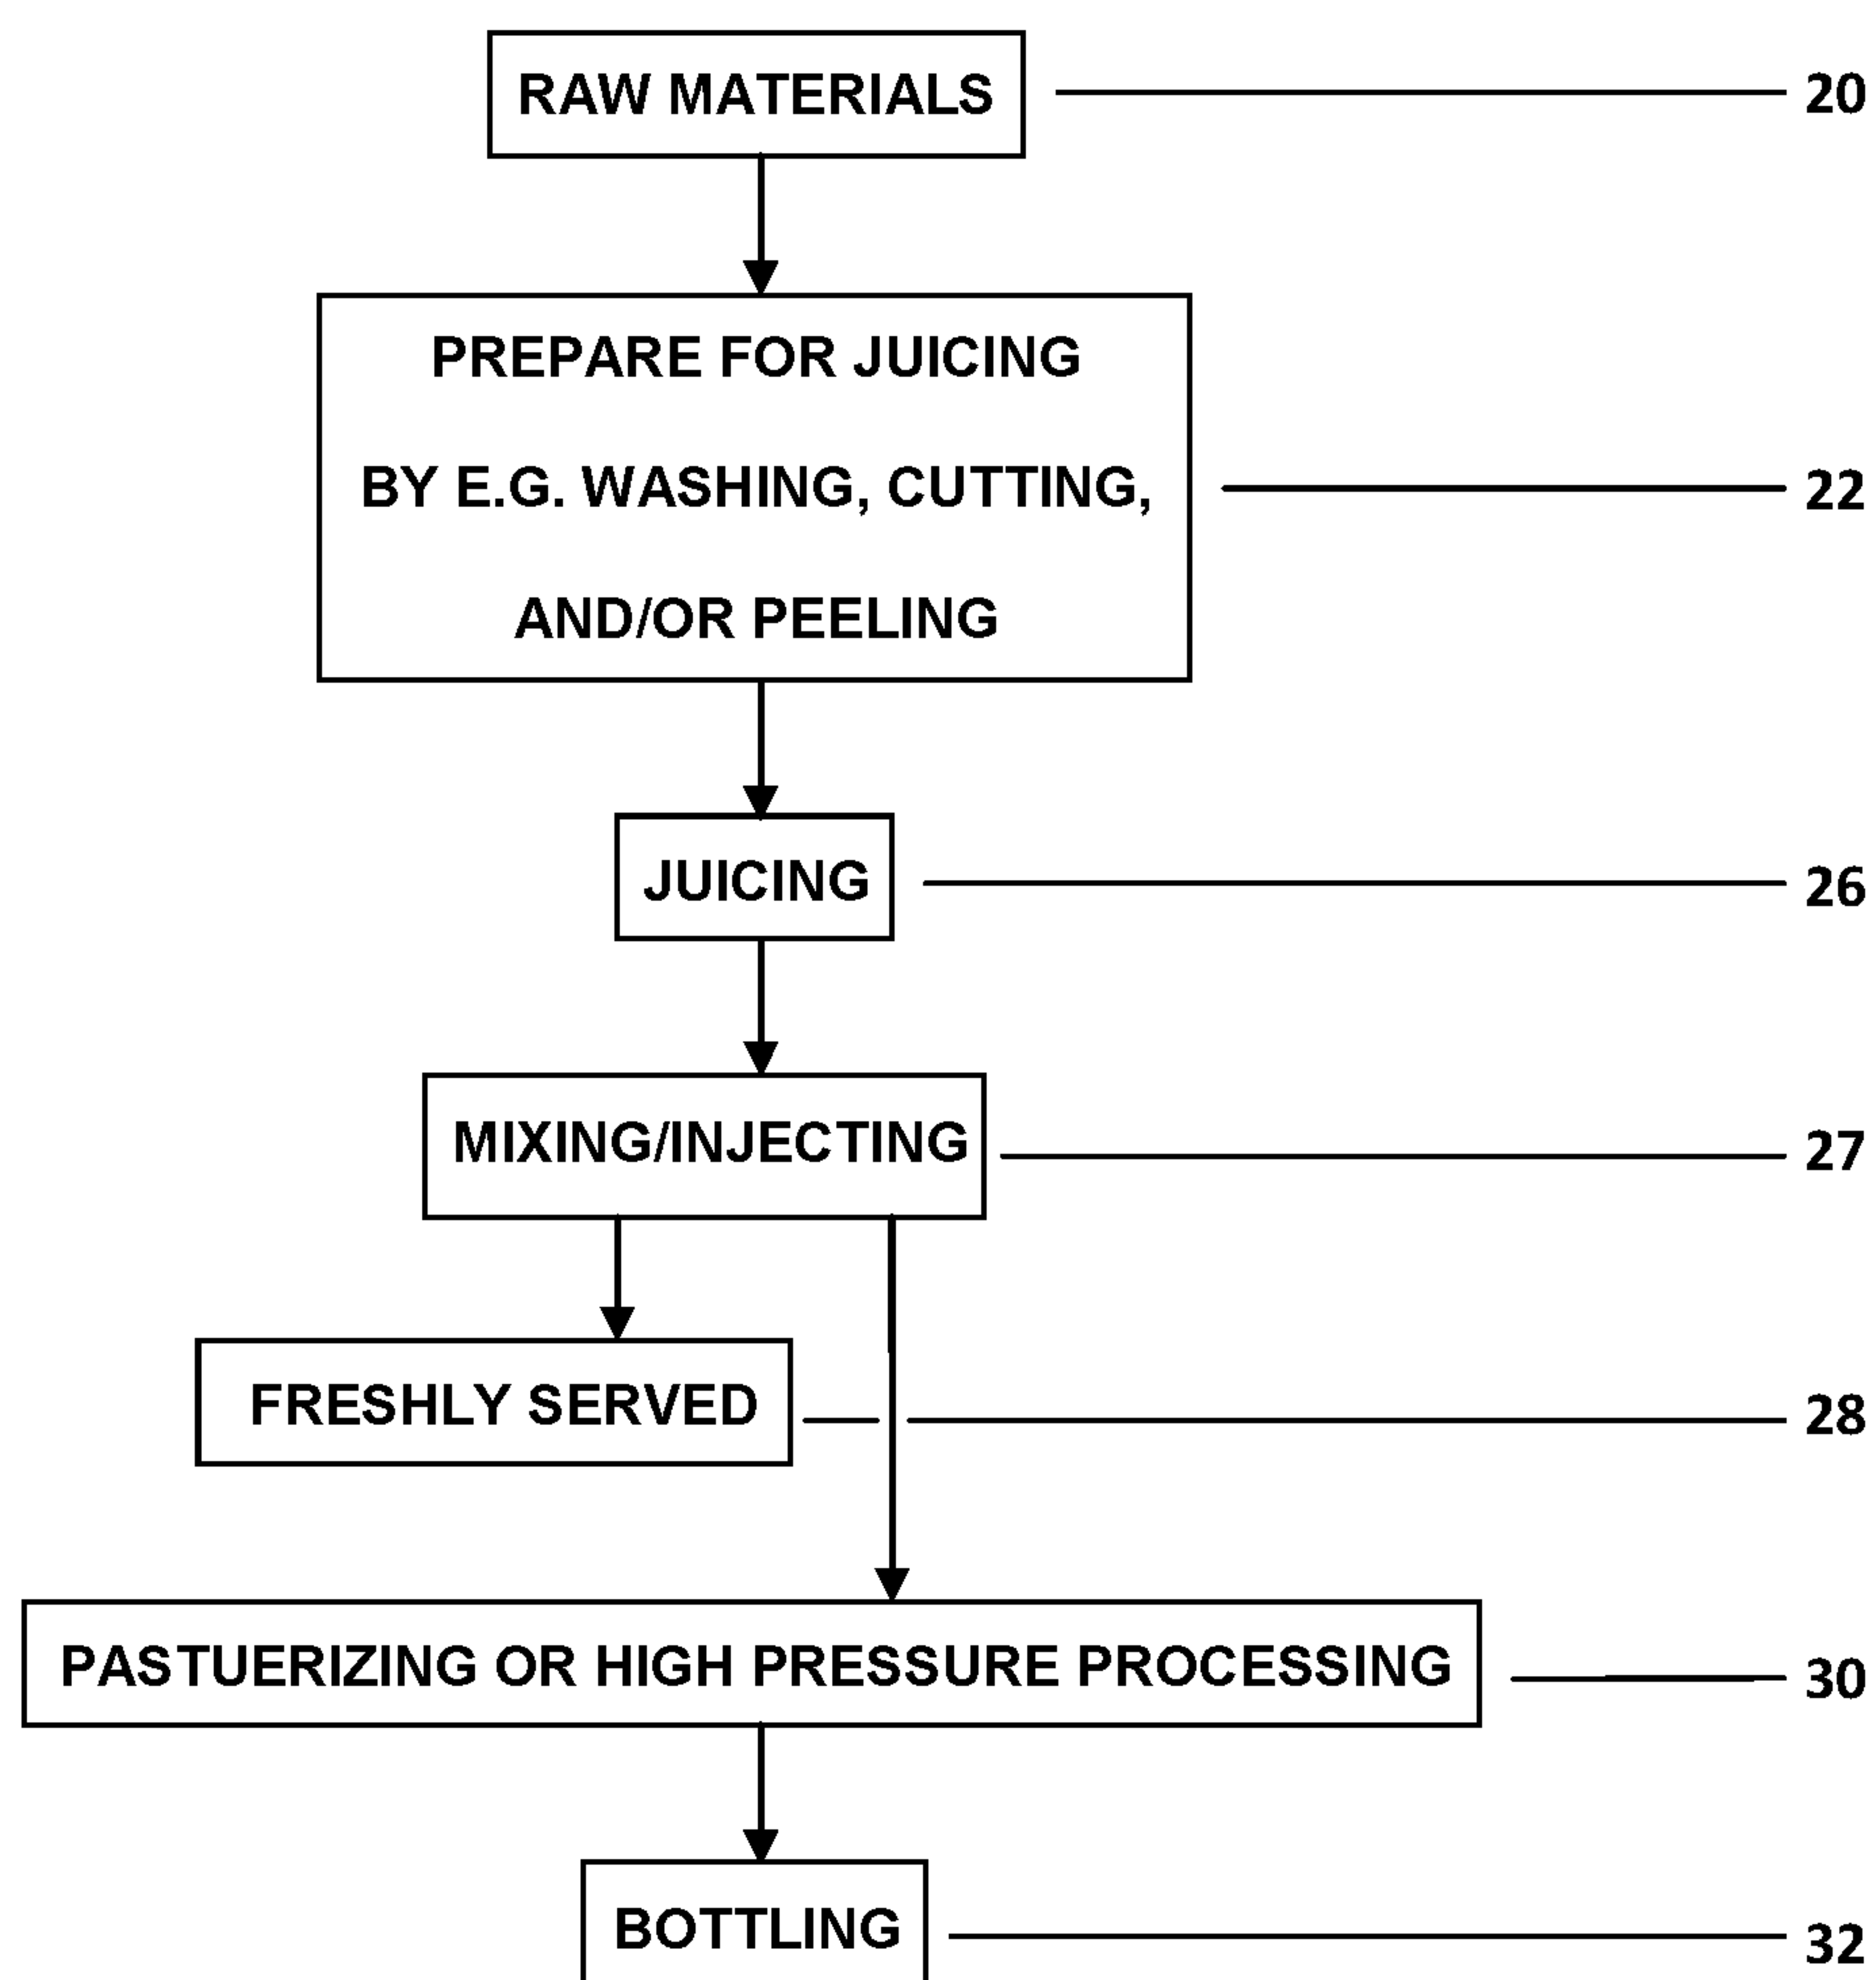 RAW MATERIALS
20
PREPARE FOR JUICING
BY E.G. WASHING, CUTTING,
22
AND/OR PEELING
JUICING
26
MIXING/INJECTING
27
FRESHLY SERVED
28
PASTUERIZING OR HIGH PRESSURE PROCESSING
30
BOTTLING
32